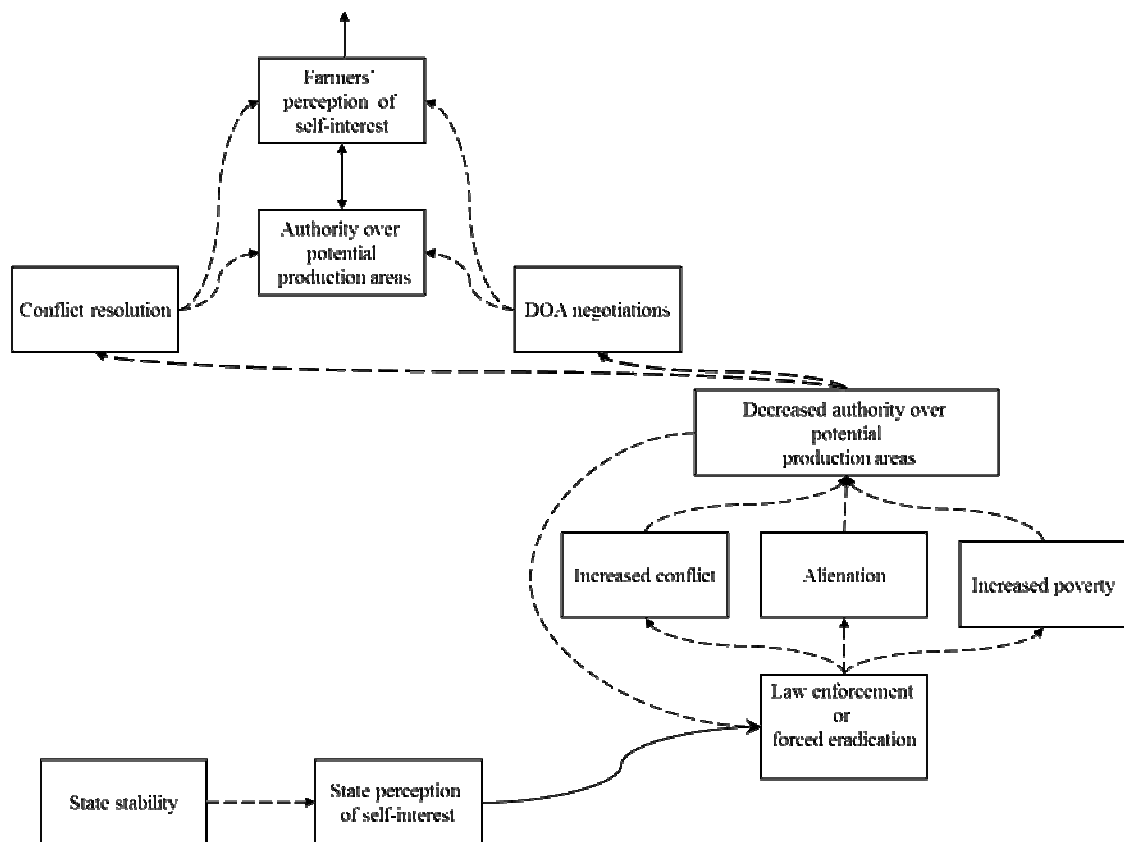 Farmers'
perception of
self-interest
Authority over
potential
production areas
Conflict resolution
DOA negotiations
Decreased authority over
potential
production areas
Increased conflict
Alienation
Increased poverty
Law enforcement
or
forced eradication
State stability
State perception
of self-interest